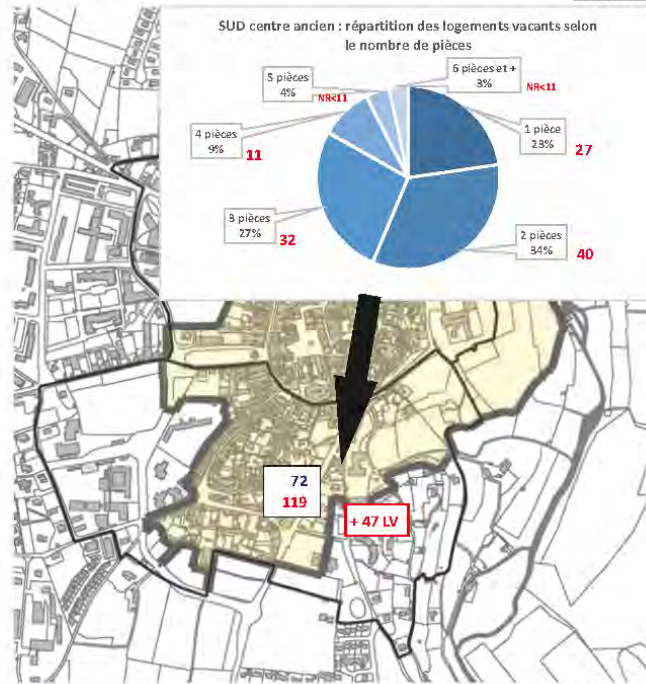 SUD centre ancien : répartition des logements vacants selon
le nombre de pièces
5 pièces
4%
NR<11
6 pièces et +
3%
NR<11
4 pièces
9%
11
1 pièce
23%
27
3 pièces
27%
32
2 pièces
34%
40
72
119
+ 47 LV